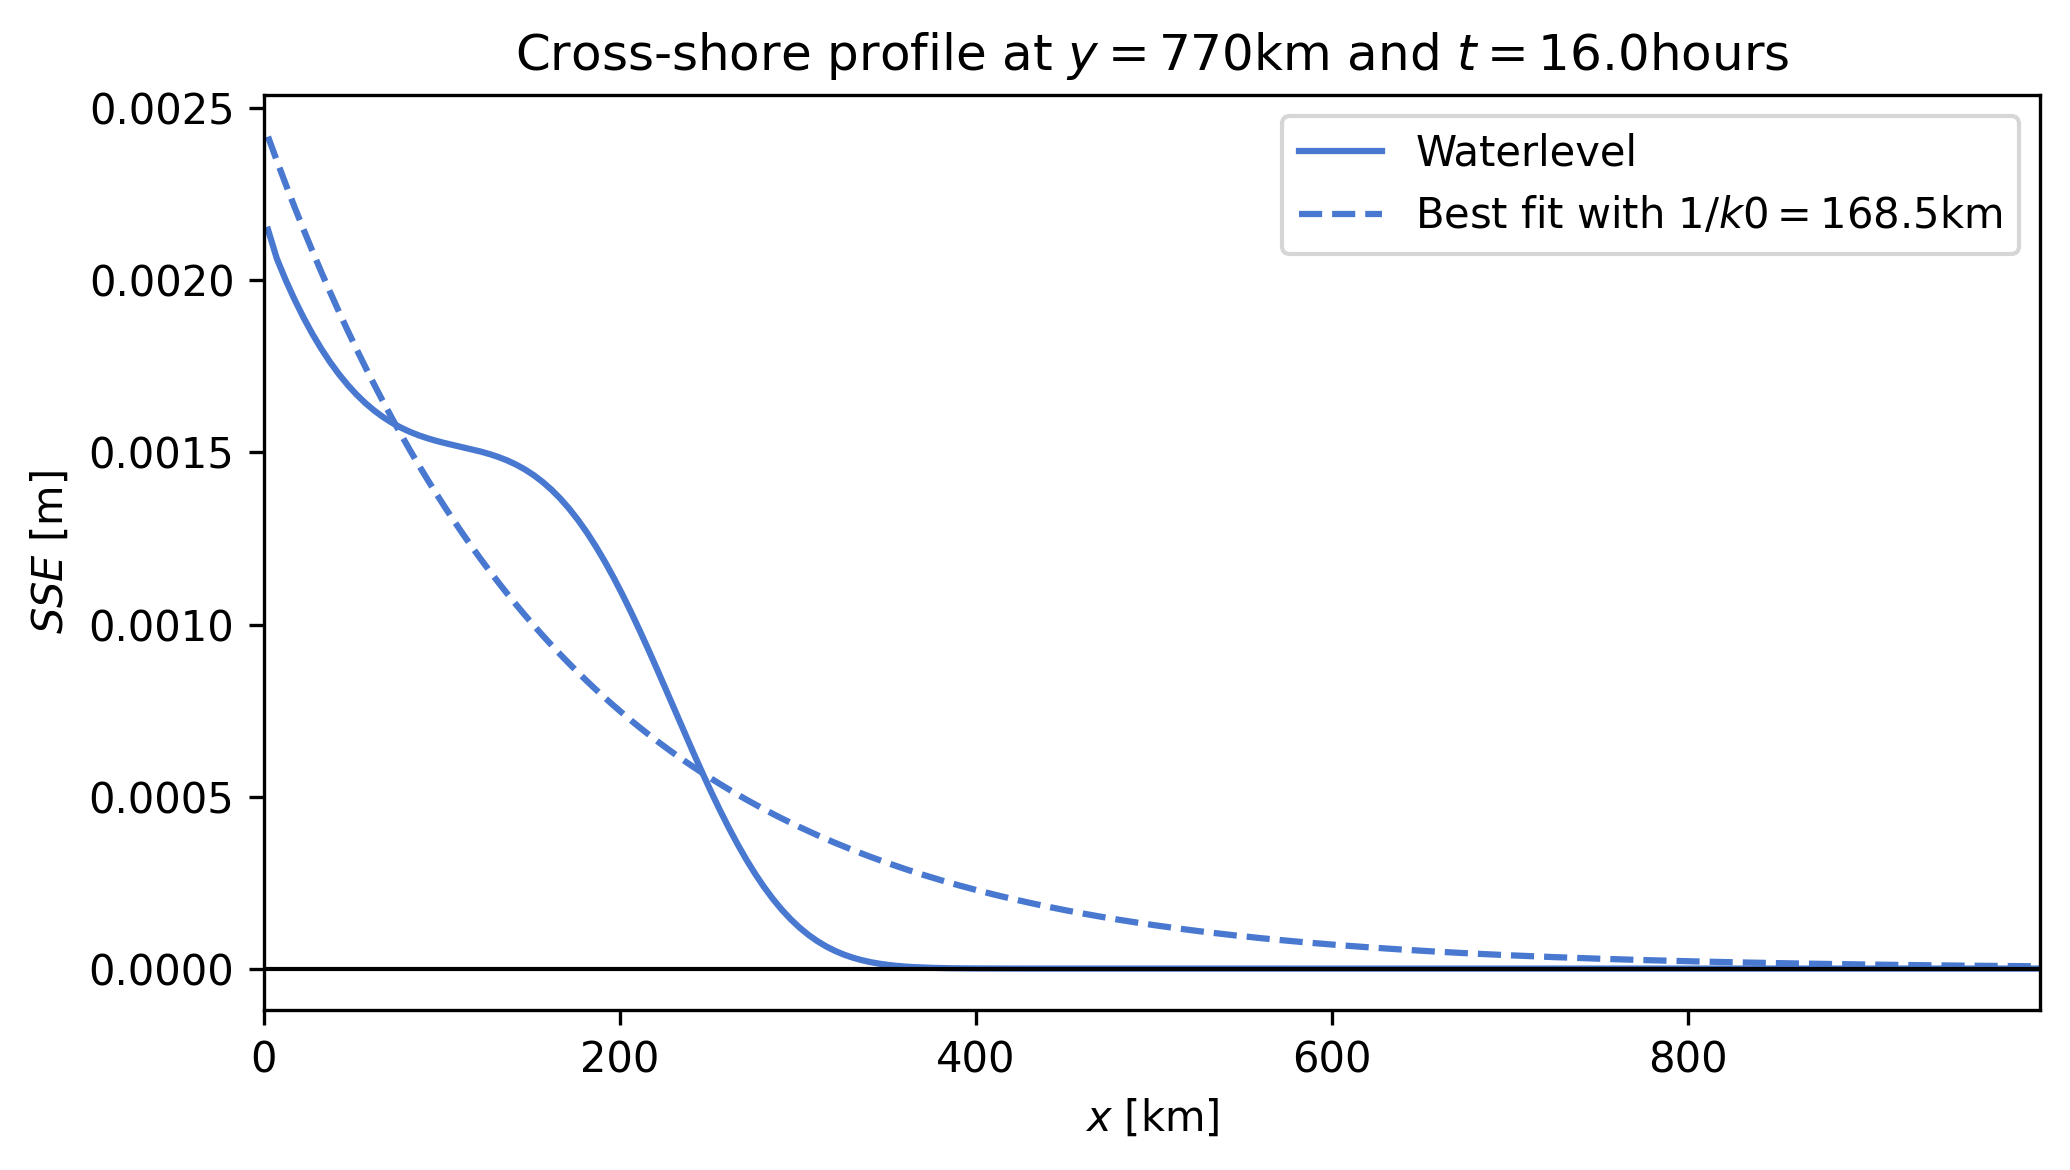 Cross-shore profile at y = 770km and t = 16.0hours
Waterlevel
Best fit with 1/k0 = 168.5km
SSE [m]
0.0025
0.0020
0.0015
0.0010
0.0005
0.0000
0
200
400
600
800
x [km]